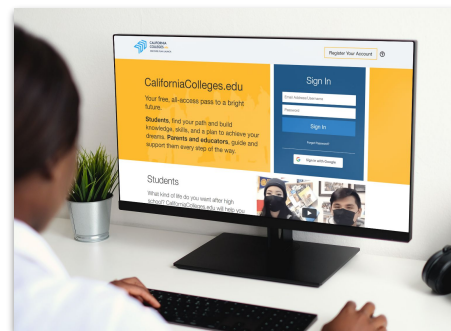 CALIFORNIA
COLLEGES
Register Your Account
CaliforniaColleges.edu
Your free, all-access pass to a bright
future.
Students, find your path and build
knowledge, skills, and a plan to achieve your
dreams. Parents and educators, guide and
support them every step of the way.
Sign In
Password
Sign In
Forgot Password?
G Sign in with Google
Students
What kind of life do you want after high
school? CaliforniaColleges.edu will help you